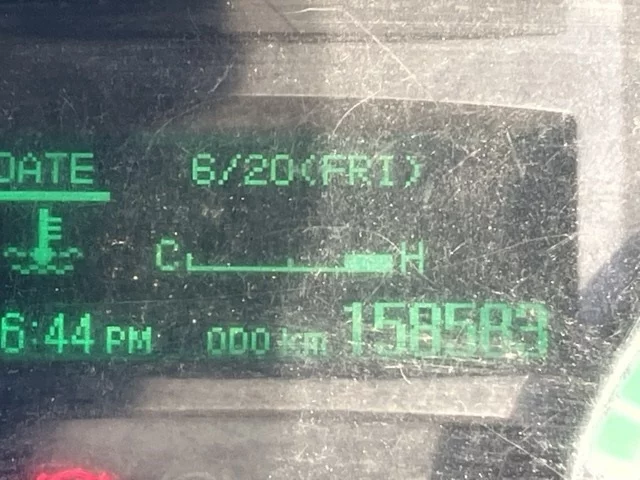 DATE 6/20(FRI)
C H
6:44 PM ODO km 158583